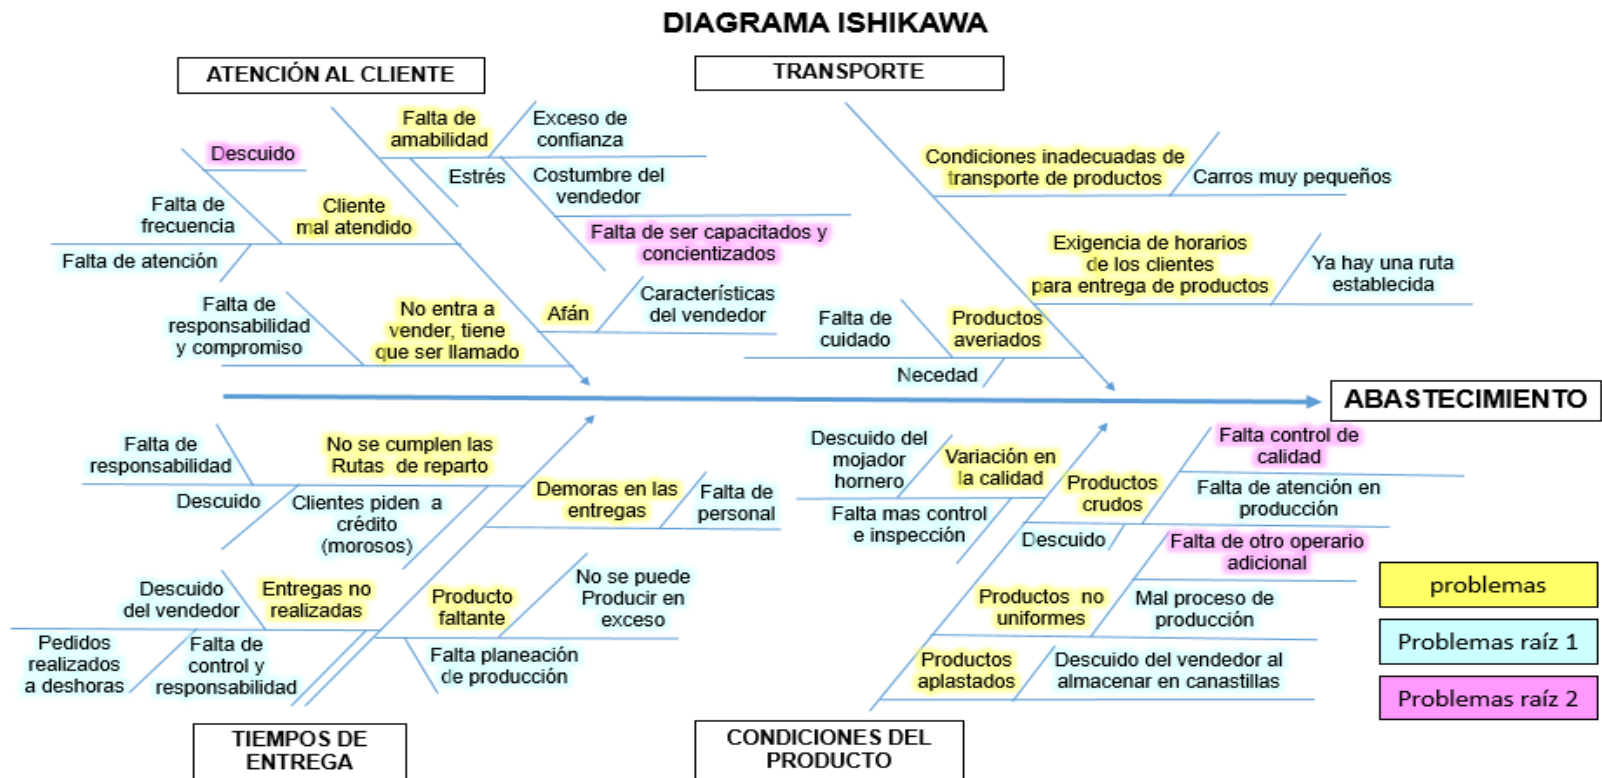 DIAGRAMA ISHIKAWA
ATENCIÓN AL CLIENTE
TRANSPORTE
Falta de
amabilidad
Exceso de
confianza
Descuido
Estrés
Costumbre del
vendedor
Falta de
frecuencia
Cliente
mal atendido
Falta de ser capacitados y
concientizados
Falta de atención
Falta de
responsabilidad
y compromiso
No entra a
vender, tiene
que ser llamado
Afán
Características
del vendedor
Condiciones inadecuadas de
transporte de productos
Carros muy pequeños
Exigencia de horarios
de los clientes
para entrega de productos
Ya hay una ruta
establecida
Falta de
cuidado
Productos
averiados
Necedad
ABASTECIMIENTO
Falta de
responsabilidad
No se cumplen las
Rutas de reparto
Descuido
Clientes piden a
crédito
(morosos)
Demoras en las
entregas
Falta de
personal
Descuido
del vendedor
Entregas no
realizadas
Producto
faltante
No se puede
Producir en
exceso
Pedidos
realizados
a deshoras
Falta de
control y
responsabilidad
Falta planeación
de producción
TIEMPOS DE
ENTREGA
Descuido del
mojador
hornero
Variación en
la calidad
Falta mas control
e inspección
Productos
crudos
Falta control de
calidad
Falta de atención en
producción
Descuido
Falta de otro operario
adicional
Productos no
uniformes
Mal proceso de
producción
Productos
aplastados
Descuido del vendedor al
almacenar en canastillas
CONDICIONES DEL
PRODUCTO
problemas
Problemas raíz 1
Problemas raíz 2